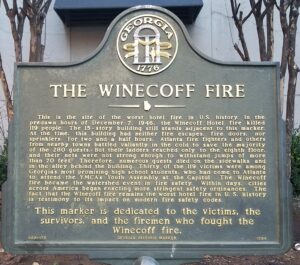 GEORGIA
1776
THE WINECOFF FIRE
This is the site of the worst hotel fire in U.S. history. In the
predawn hours of December 7, 1946, the Winecoff Hotel fire killed
119 people. The 15-story building still stands adjacent to this marker.
At the time, this building had neither fire escapes, fire doors, nor
sprinklers. For two and a half hours, Atlanta fire fighters and others
from nearby towns battled valiantly in the cold to save the majority
of the 280 guests. But their ladders reached only to the eighth floor,
and their nets were not strong enough to withstand jumps of more
than 70 feet. Therefore, numerous guests died on the sidewalks and
in the alley behind the building. Thirty of the 119 victims were among
Georgia's most promising high school students, who had come to Atlanta
to attend the YMCA's Youth Assembly at the Capitol. The Winecoff
fire became the watershed event in fire safety. Within days, cities
across America began enacting more stringent safety ordinances. The
fact that the Winecoff fire remains the worst hotel fire in U.S. history
is testimony to its impact on modern fire safety codes.
This marker is dedicated to the victims, the
survivors, and the firemen who fought the
Winecoff fire.
GEORGIA HISTORIC MARKER
1994